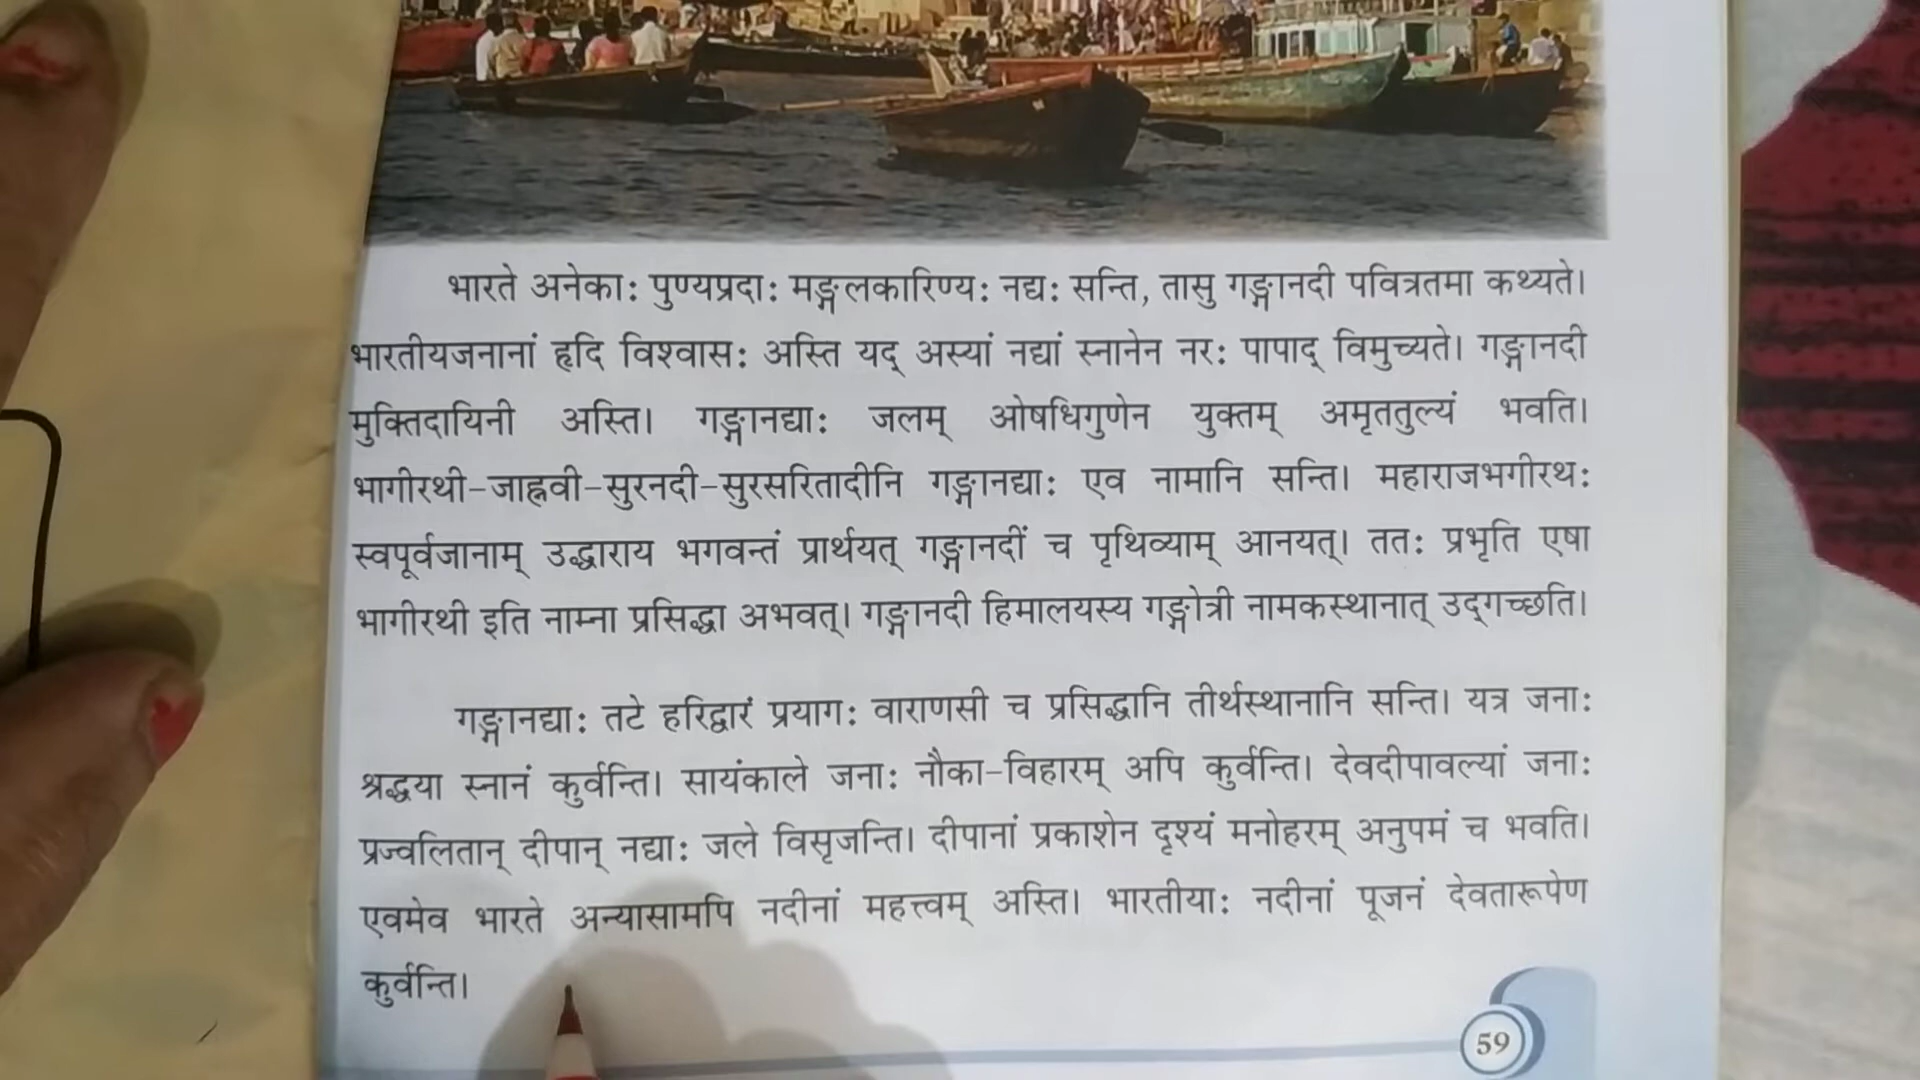 भारते अनेकाः पुण्यप्रदाः मङ्गलकारिण्यः नद्यः सन्ति, तासु गङ्गानदी पवित्रतमा कथ्यते।
भारतीयजनानां हृदि विश्वासः अस्ति यद् अस्यां नद्यां स्नानेन नरः पापाद् विमुच्यते। गङ्गानदी
मुक्तिदायिनी अस्ति। गङ्गानद्याः जलम् ओषधिगुणेन युक्तम् अमृततुल्यं भवति।
भागीरथी-जाह्नवी-सुरनदी-सुरसरितादीनि गङ्गानद्याः एव नामानि सन्ति। महाराजभगीरथः
स्वपूर्वजानाम् उद्धाराय भगवन्तं प्रार्थयत् गङ्गानदीं च पृथिव्याम् आनयत्। ततः प्रभृति एषा
भागीरथी इति नाम्ना प्रसिद्धा अभवत्। गङ्गानदी हिमालयस्य गङ्गोत्री नामकस्थानात् उद्‌गच्छति।
गङ्गानद्याः तटे हरिद्वारं प्रयागः वाराणसी च प्रसिद्धानि तीर्थस्थानानि सन्ति। यत्र जनाः
श्रद्धया स्नानं कुर्वन्ति। सायंकाले जनाः नौका-विहारम् अपि कुर्वन्ति। देवदीपावल्यां जनाः
प्रज्वलितान् दीपान् नद्याः जले विसृजन्ति। दीपानां प्रकाशेन दृश्यं मनोहरम् अनुपमं च भवति।
एवमेव भारते अन्यासामपि नदीनां महत्त्वम् अस्ति। भारतीयाः नदीनां पूजनं देवतारूपेण
कुर्वन्ति।
59